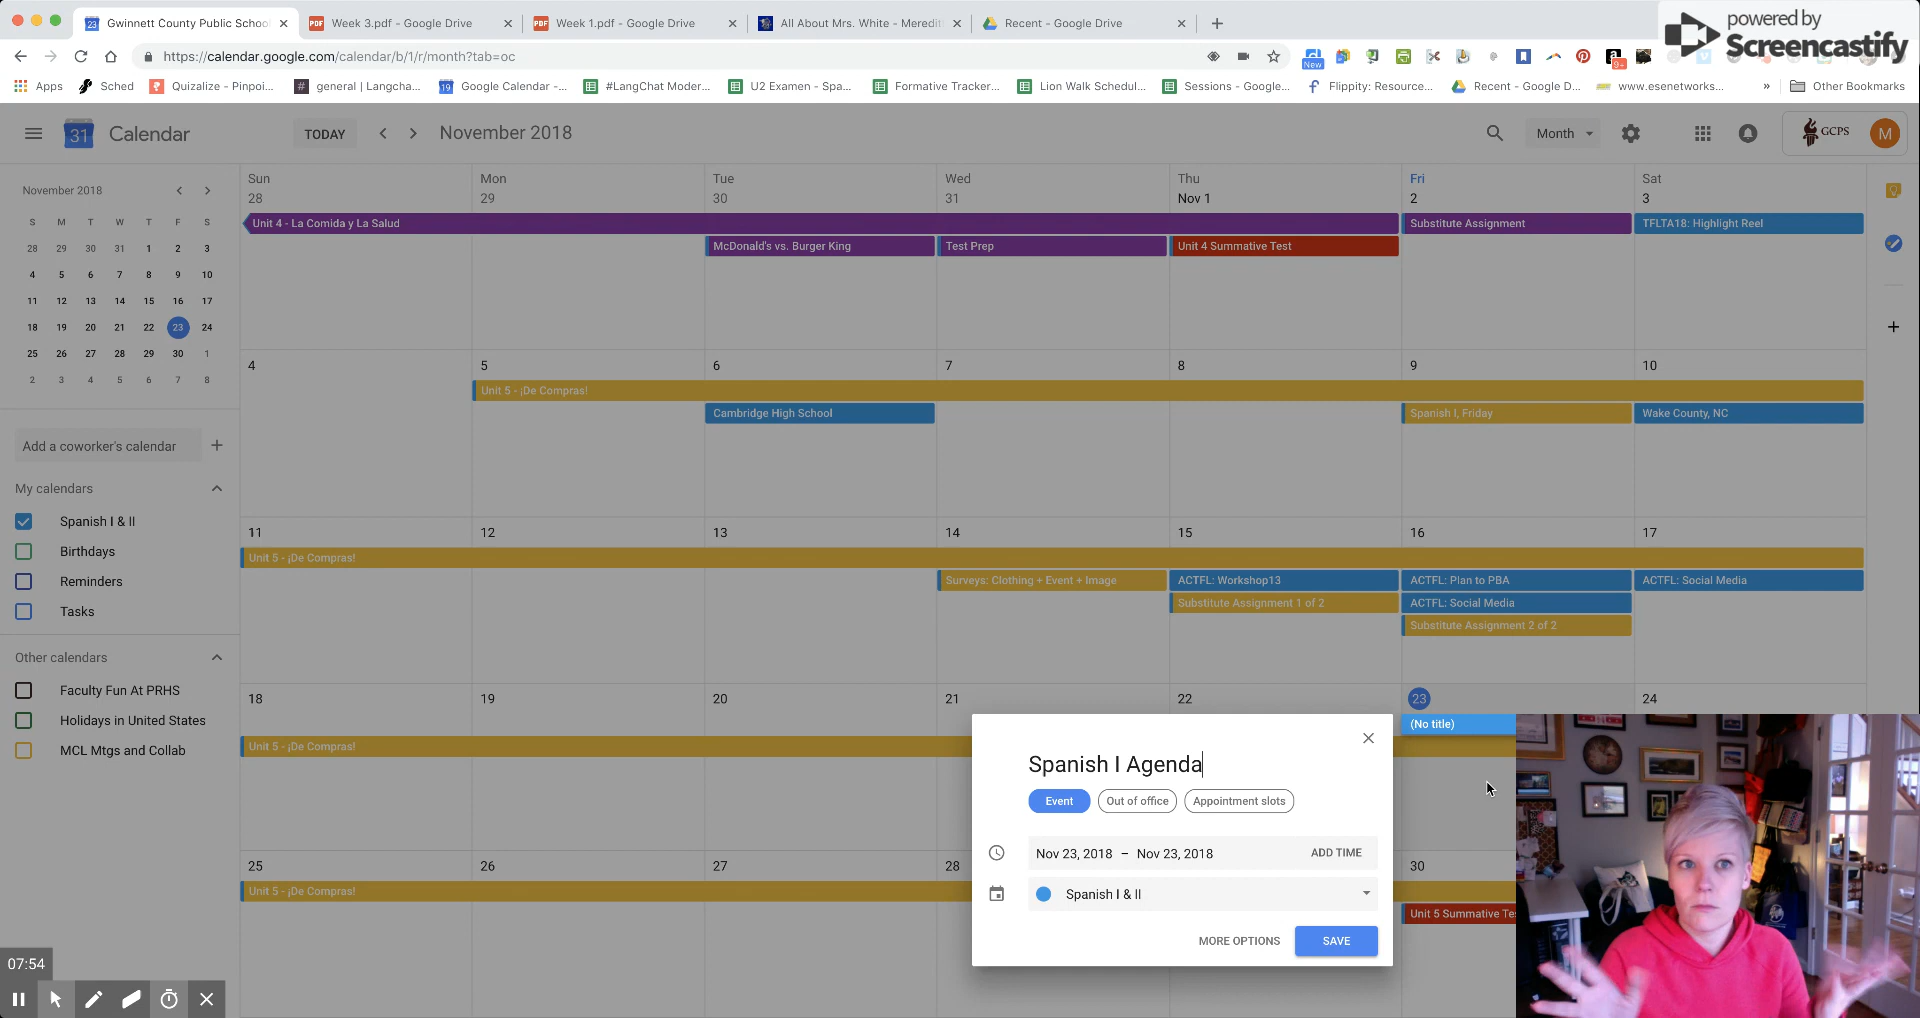 Gwinnett County Public School
Week 3.pdf - Google Drive
Week 1.pdf - Google Drive
All About Mrs. White - Meredit
Recent - Google Drive
powered by
Screencastify
https://calendar.google.com/calendar/b/1/r/month?tab=oc
New
9+
Apps
Sched
Quizalize - Pinpoi...
general | Langcha...
Google Calendar -...
#LangChat Moder...
U2 Examen - Spa...
Formative Tracker...
Lion Walk Schedul...
Sessions - Google...
Flippity: Resource...
Recent - Google D...
www.esenetworks...
»
Other Bookmarks
31
Calendar
TODAY
November 2018
Month
GCPS
M
November 2018
S M T W T F S
28 29 30 31 1 2 3
4 5 6 7 8 9 10
11 12 13 14 15 16 17
18 19 20 21 22 23 24
25 26 27 28 29 30 1
2 3 4 5 6 7 8
Add a coworker's calendar
My calendars
Spanish I & II
Birthdays
Reminders
Tasks
Other calendars
Faculty Fun At PRHS
Holidays in United States
MCL Mtgs and Collab
Sun Mon Tue Wed Thu Fri Sat
28 29 30 31 Nov 1 2 3
Unit 4 - La Comida y La Salud
Substitute Assignment
TFLTA18: Highlight Reel
McDonald's vs. Burger King
Test Prep
Unit 4 Summative Test
4 5 6 7 8 9 10
Unit 5 - ¡De Compras!
Cambridge High School
Spanish I, Friday
Wake County, NC
11 12 13 14 15 16 17
Unit 5 - ¡De Compras!
Surveys: Clothing + Event + Image
ACTFL: Workshop13
ACTFL: Plan to PBA
ACTFL: Social Media
Substitute Assignment 1 of 2
ACTFL: Social Media
Substitute Assignment 2 of 2
18 19 20 21 22 23 24
(No title)
Unit 5 - ¡De Compras!
25 26 27 28 30
Unit 5 - ¡De Compras!
Unit 5 Summative Te
Spanish I Agenda
Event
Out of office
Appointment slots
Nov 23, 2018 – Nov 23, 2018
ADD TIME
Spanish I & II
MORE OPTIONS
SAVE
07:54